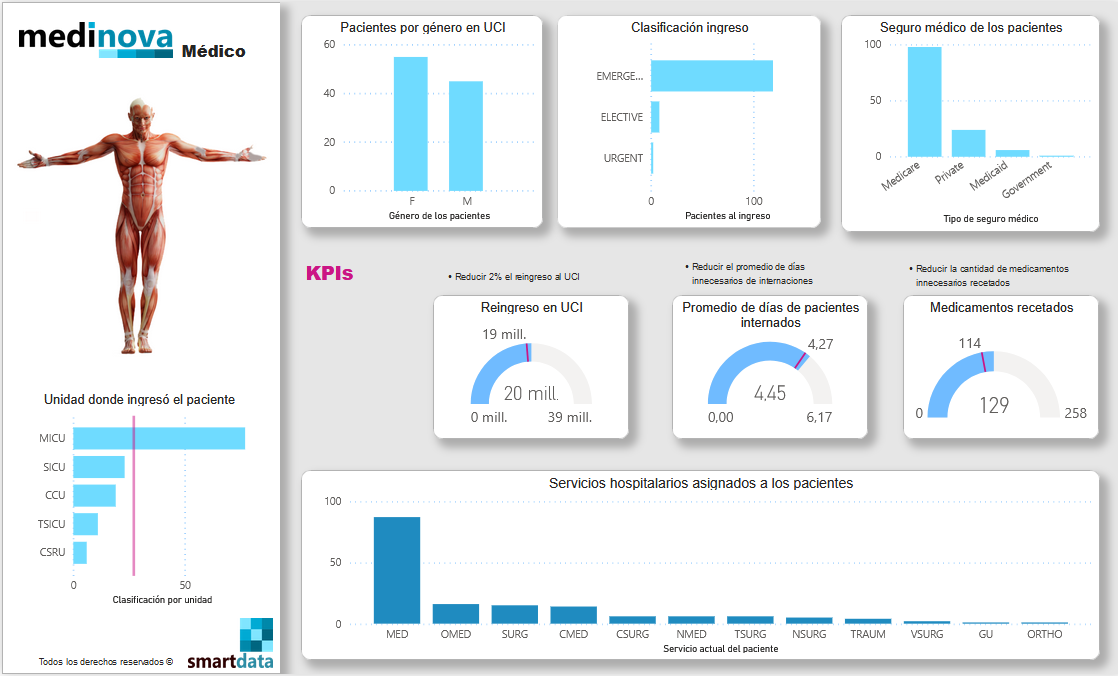 medinova Médico
Unidad donde ingresó el paciente
MICU
SICU
CCU
TSICU
CSRU
0 50
Clasificación por unidad
Todos los derechos reservados ©
smartdata
Pacientes por género en UCI
60
40
20
0
F M
Género de los pacientes
Clasificación ingreso
EMERGE...
ELECTIVE
URGENT
0 100
Pacientes al ingreso
Seguro médico de los pacientes
100
50
0
Medicare Private Medicaid Government
Tipo de seguro médico
KPIs
• Reducir 2% el reingreso al UCI
Reingreso en UCI
19 mill.
20 mill.
0 mill. 39 mill.
• Reducir el promedio de días
innecesarios de internaciones
Promedio de días de pacientes
internados
4,27
4,45
0,00 6,17
• Reducir la cantidad de medicamentos
innecesarios recetados
Medicamentos recetados
114
129
0 258
Servicios hospitalarios asignados a los pacientes
100
50
0
MED OMED SURG CMED CSURG NMED TSURG NSURG TRAUM VSURG GU ORTHO
Servicio actual del paciente